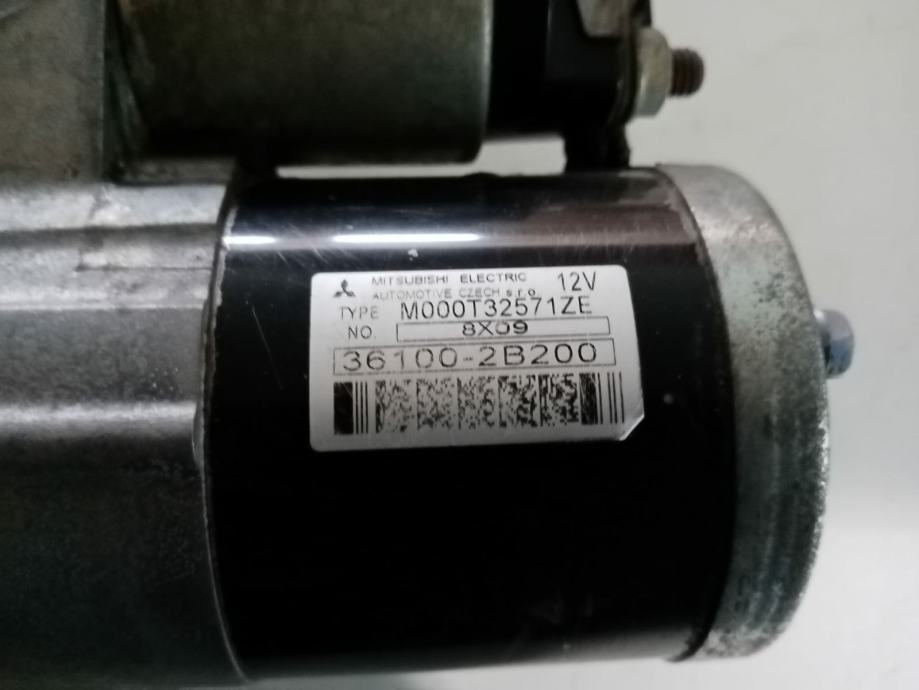 MITSUBISHI ELECTRIC 12V
AUTOMOTIVE CZECH s.r.o.
TYPE M000T32571ZE
NO. 8X09
36100-2B200